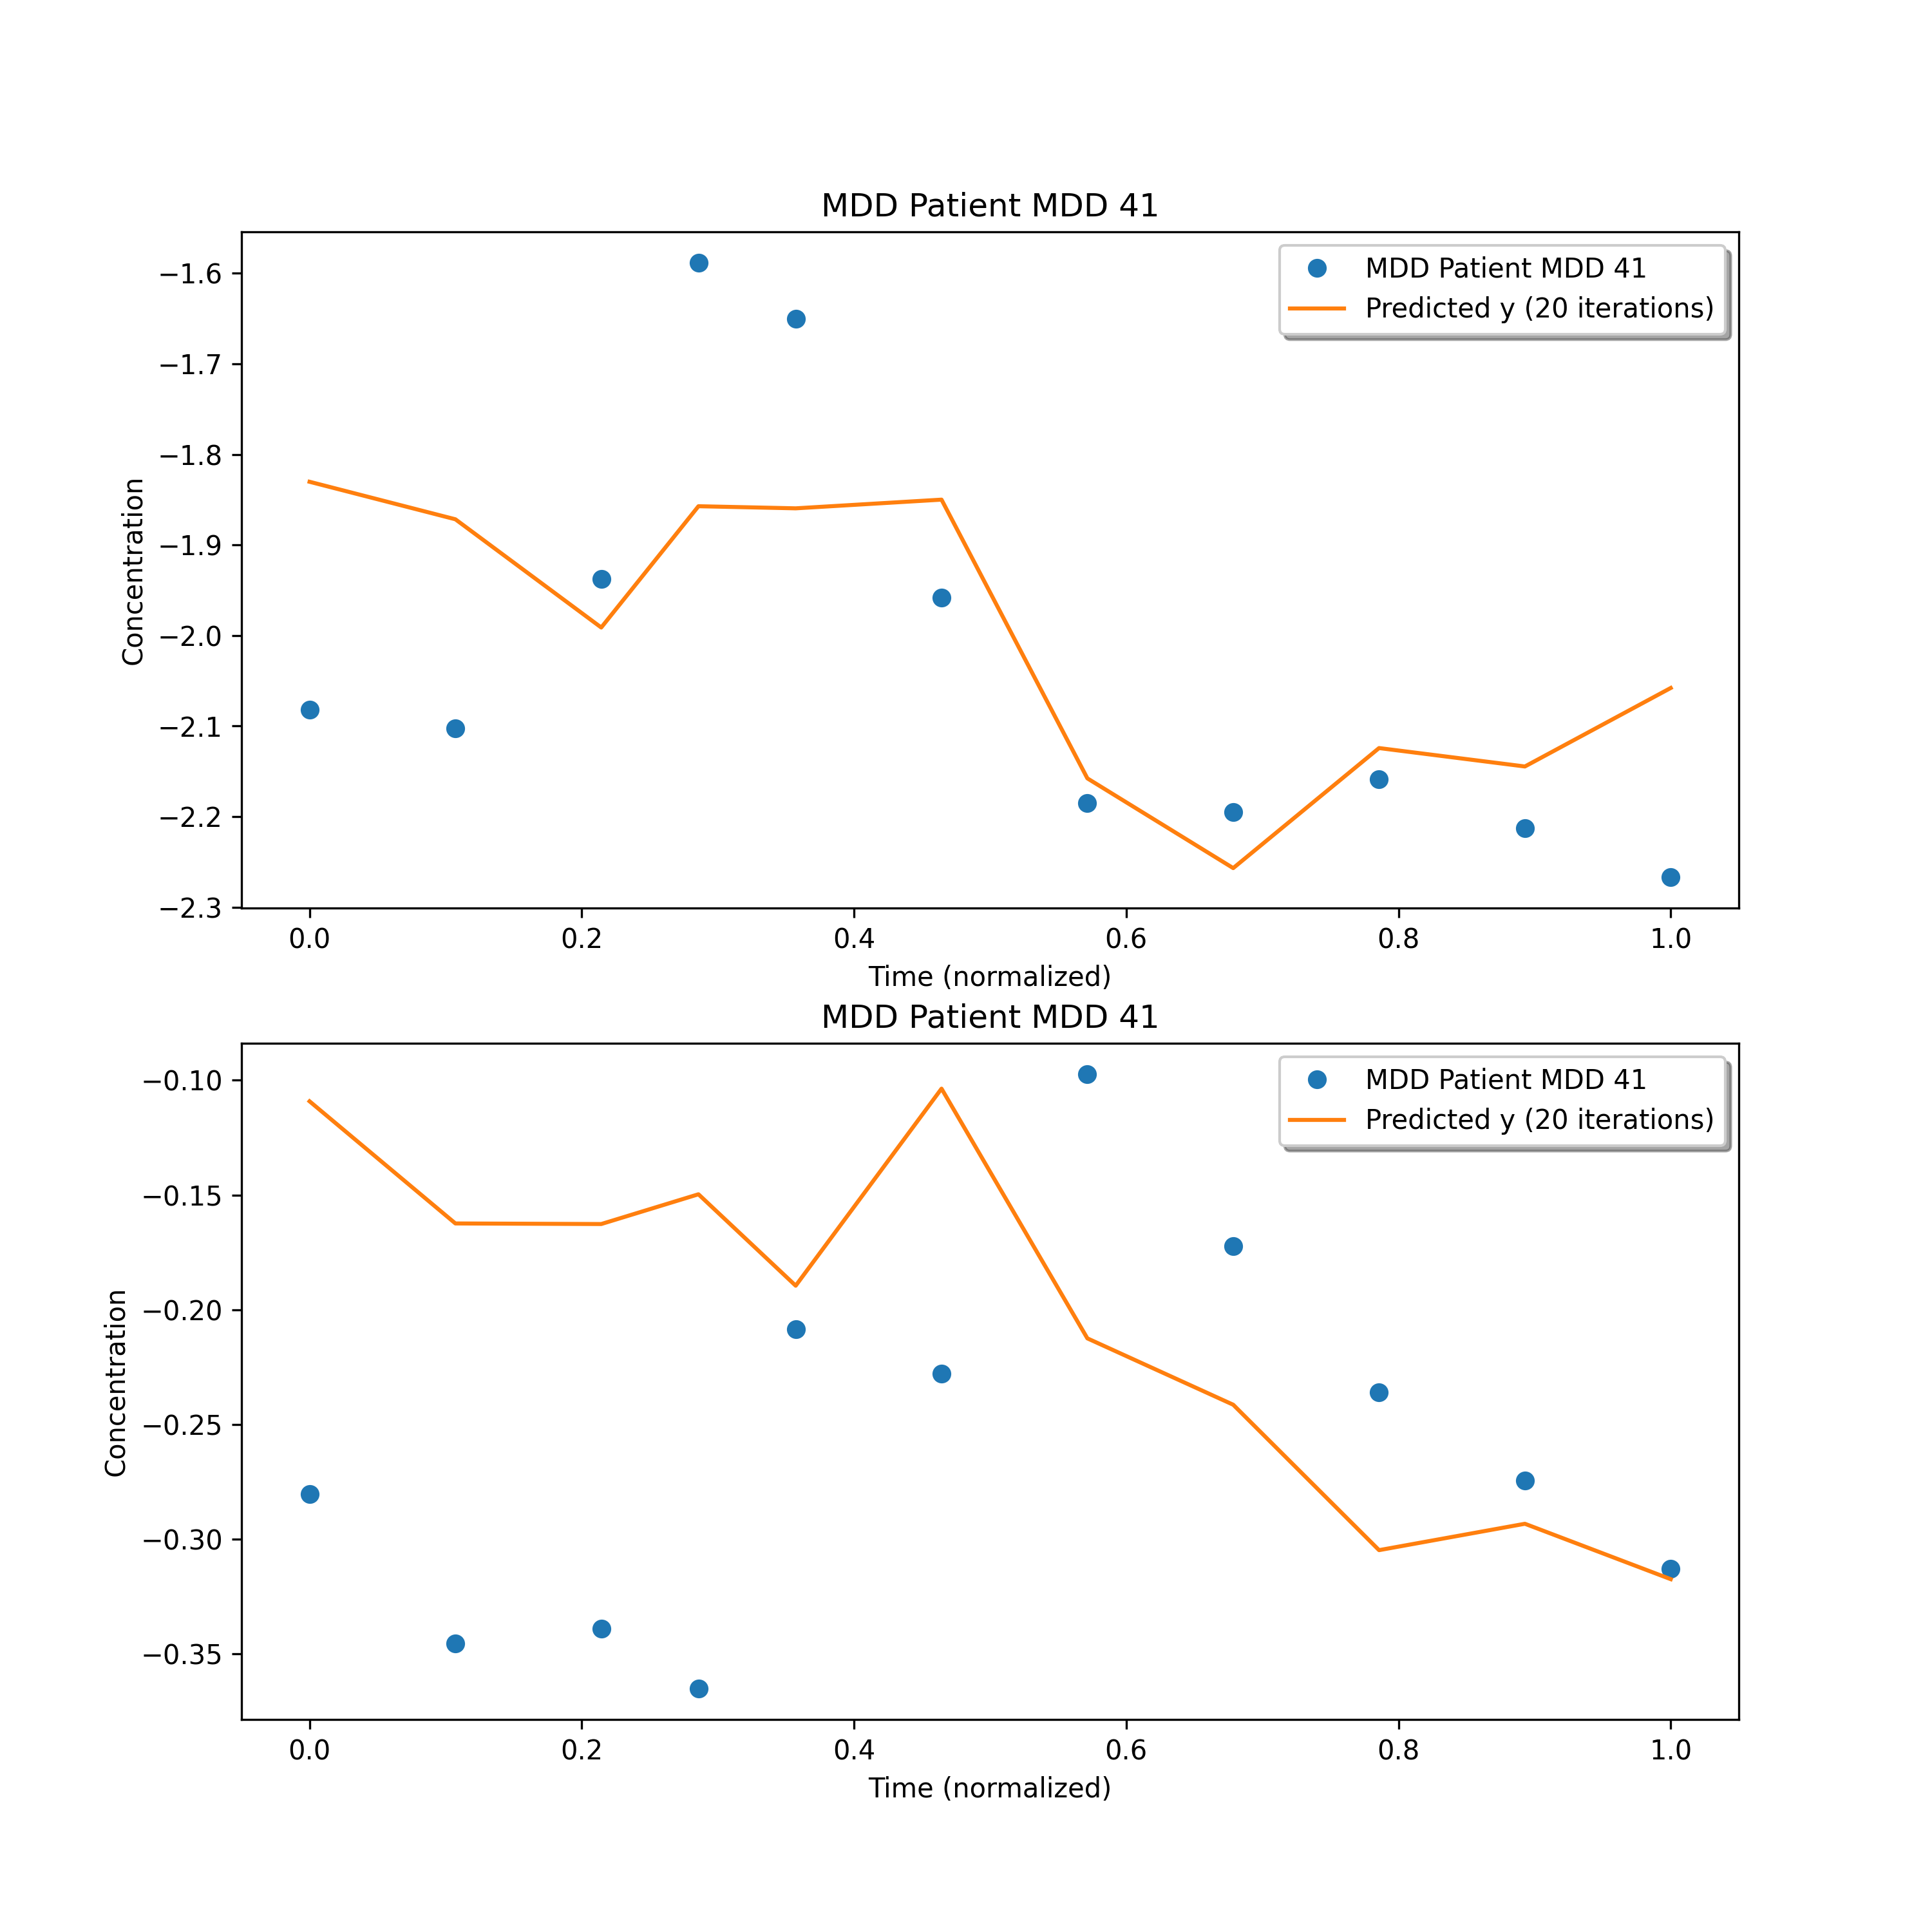 MDD Patient MDD 41
MDD Patient MDD 41
Predicted y (20 iterations)
−1.6
−1.7
−1.8
−1.9
−2.0
−2.1
−2.2
−2.3
Concentration
0.0 0.2 0.4 0.6 0.8 1.0
Time (normalized)
MDD Patient MDD 41
MDD Patient MDD 41
Predicted y (20 iterations)
−0.10
−0.15
−0.20
−0.25
−0.30
−0.35
Concentration
0.0 0.2 0.4 0.6 0.8 1.0
Time (normalized)